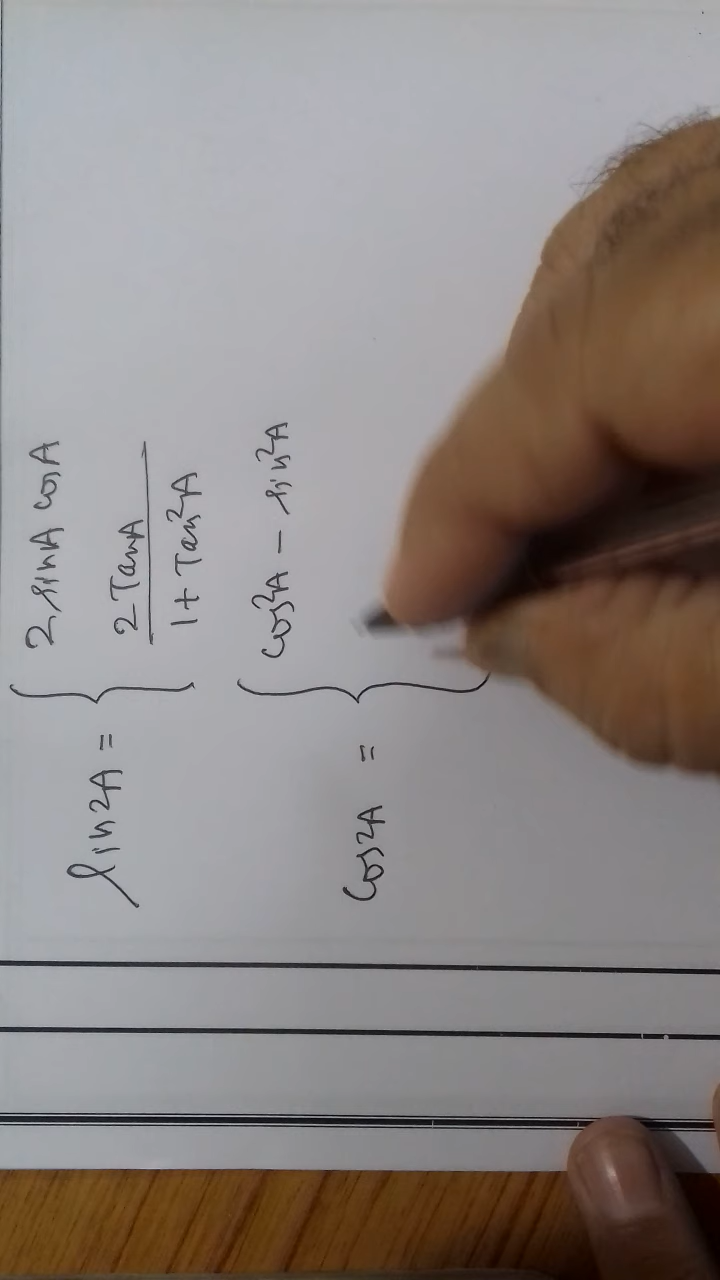 sin2A = { 2 sinA cosA
2 TanA
1 + Tan²A
cos2A = { cos²A - sin²A